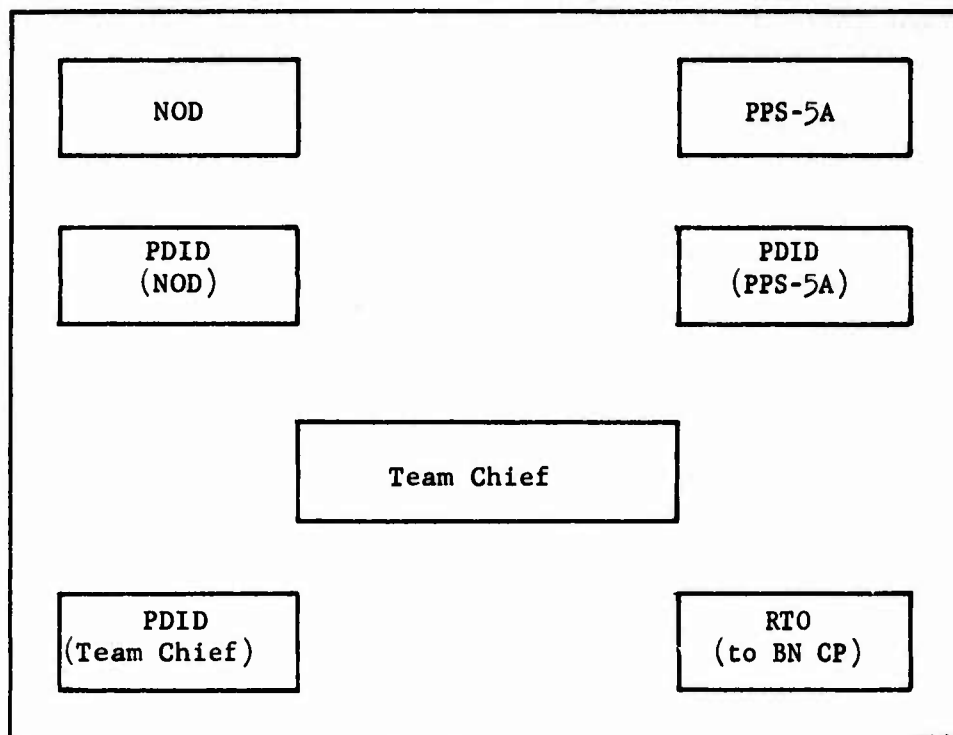 NOD
PPS-5A
PDID
(NOD)
PDID
(PPS-5A)
Team Chief
PDID
(Team Chief)
RTO
(to BN CP)